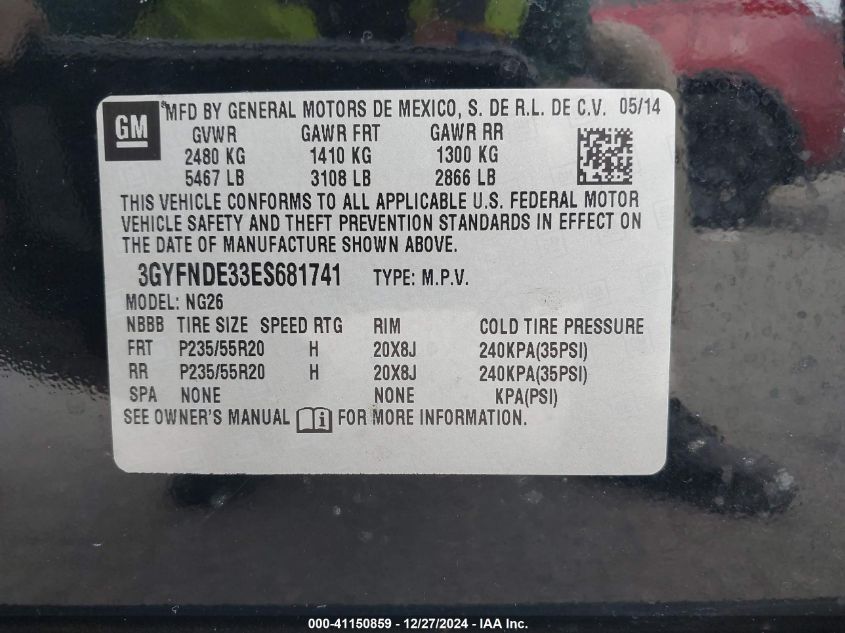 GM
MFD BY GENERAL MOTORS DE MEXICO, S. DE R.L. DE C.V. 05/14
GVWR GAWR FRT GAWR RR
2480 KG 1410 KG 1300 KG
5467 LB 3108 LB 2866 LB
THIS VEHICLE CONFORMS TO ALL APPLICABLE U.S. FEDERAL MOTOR
VEHICLE SAFETY AND THEFT PREVENTION STANDARDS IN EFFECT ON
THE DATE OF MANUFACTURE SHOWN ABOVE.
3GYFNDE33ES681741 TYPE: M.P.V.
MODEL: NG26
NBBB TIRE SIZE SPEED RTG RIM COLD TIRE PRESSURE
FRT P235/55R20 H 20X8J 240KPA(35PSI)
RR P235/55R20 H 20X8J 240KPA(35PSI)
SPA NONE NONE KPA(PSI)
SEE OWNER'S MANUAL FOR MORE INFORMATION.
000-41150859 - 12/27/2024 - IAA Inc.